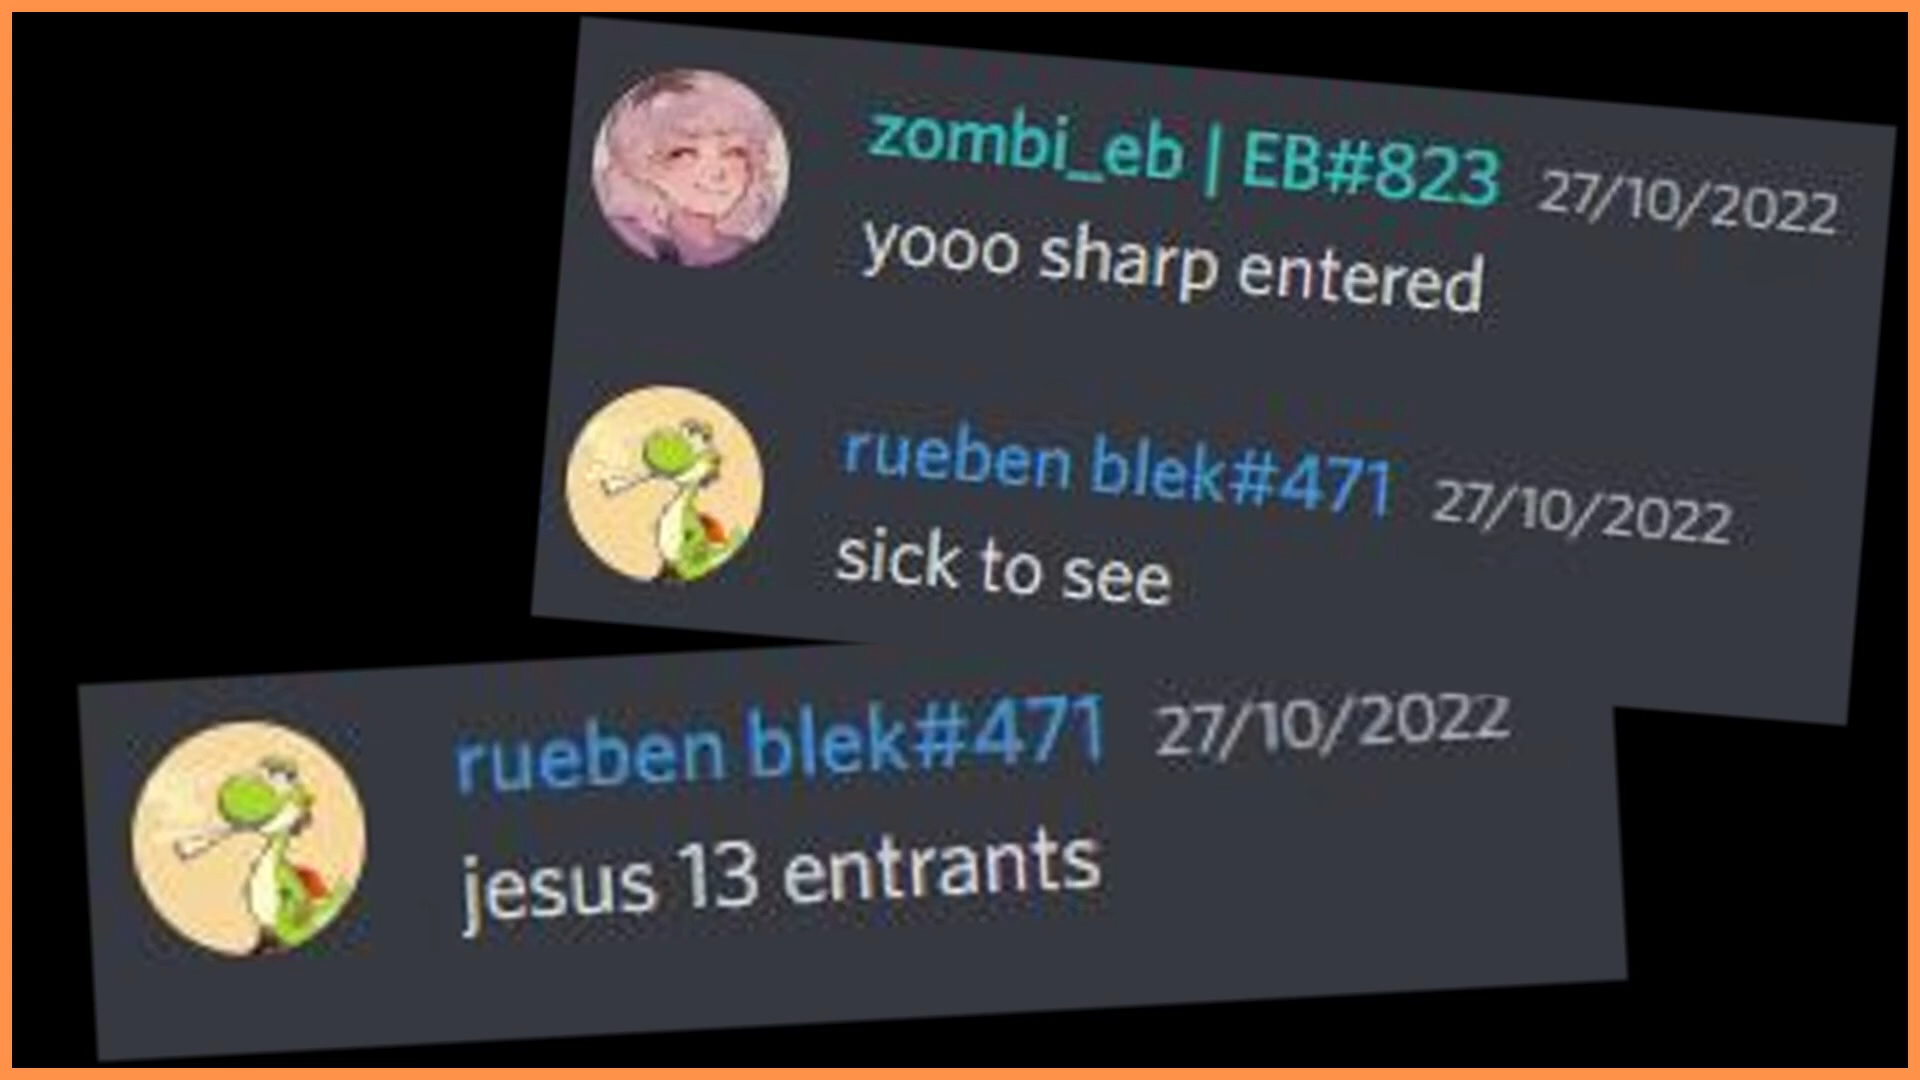 zombi_eb | EB#823 27/10/2022
yooo sharp entered
rueben blek#471 27/10/2022
sick to see
rueben blek#471 27/10/2022
jesus 13 entrants